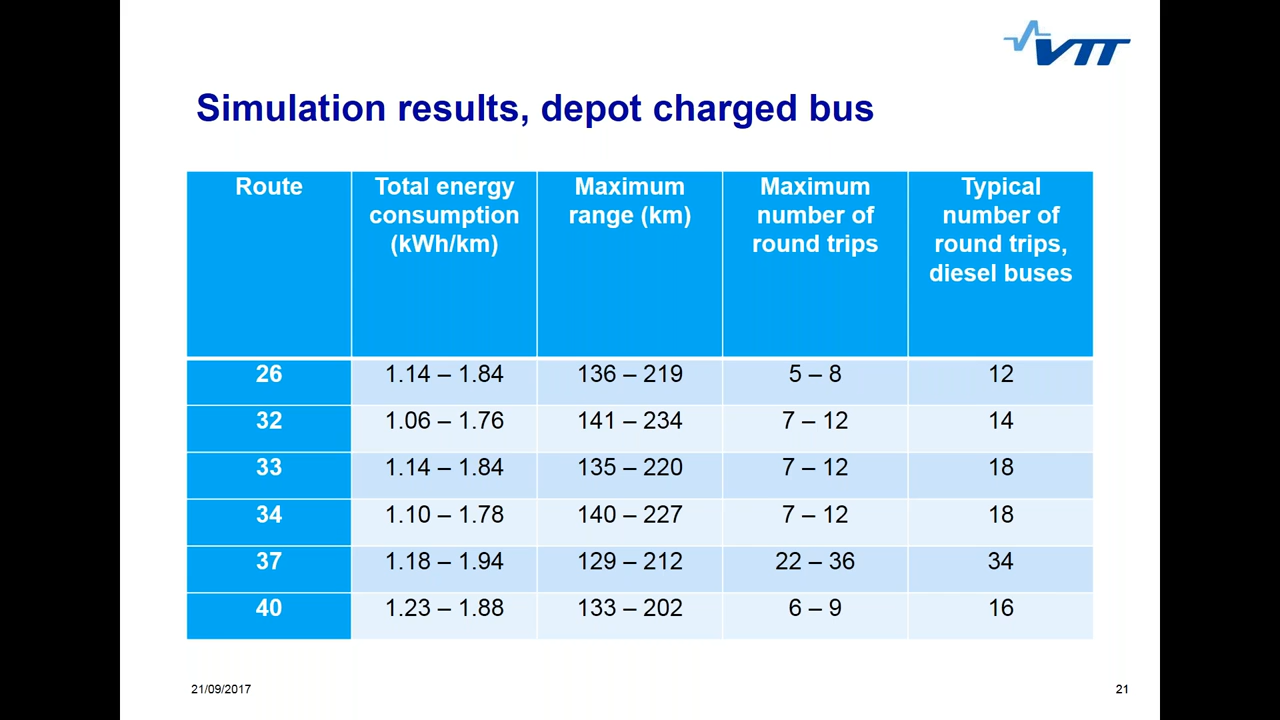 VTT
Simulation results, depot charged bus
Route
Total energy
consumption
(kWh/km)
Maximum
range (km)
Maximum
number of
round trips
Typical
number of
round trips,
diesel buses
26 1.14 – 1.84 136 – 219 5 – 8 12
32 1.06 – 1.76 141 – 234 7 – 12 14
33 1.14 – 1.84 135 – 220 7 – 12 18
34 1.10 – 1.78 140 – 227 7 – 12 18
37 1.18 – 1.94 129 – 212 22 – 36 34
40 1.23 – 1.88 133 – 202 6 – 9 16
21/09/2017 21